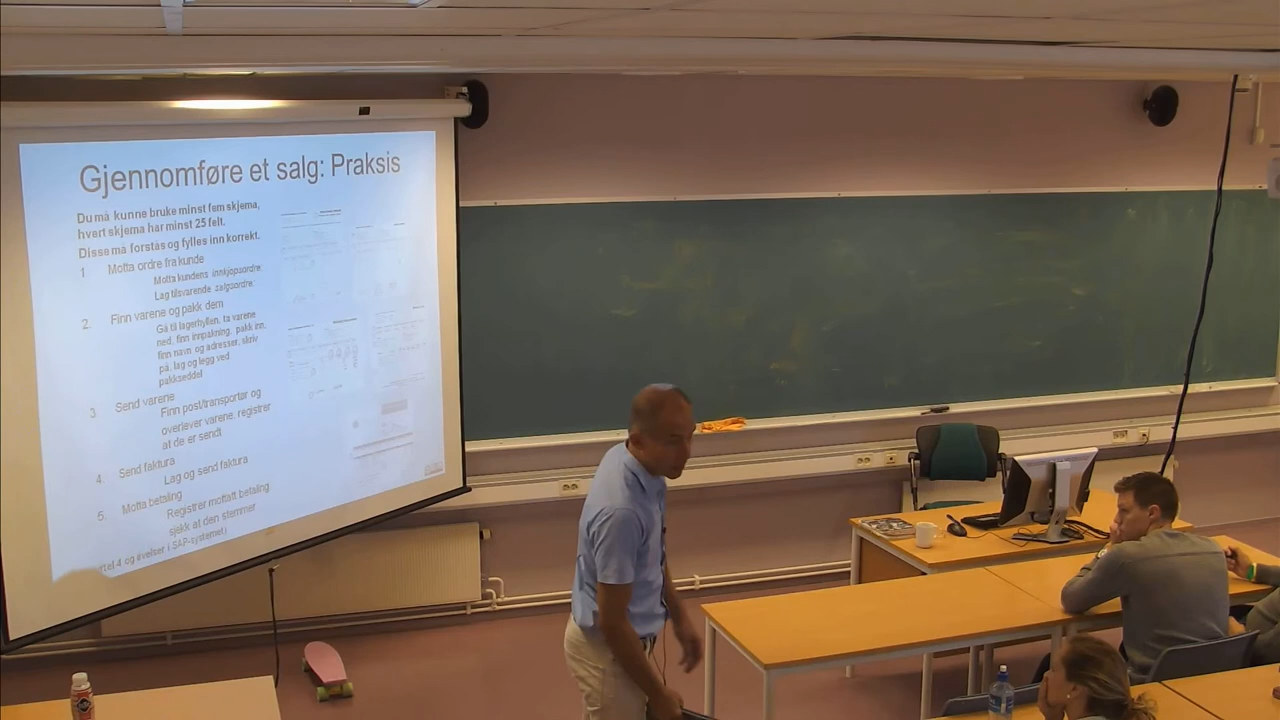 Gjennomføre et salg: Praksis
Du må kunne bruke minst fem skjema,
hvert skjema har minst 25 felt.
Disse må forstås og fylles inn korrekt.
1 Motta ordre fra kunde
Motta kundens innkjøpsordre.
Lag tilsvarende salgsordre.
2. Finn varene og pakk dem
Gå til lagerhyllen, ta varene
ned, finn innpakning, pakk inn,
finn navn og adresser, skriv
på, lag og legg ved
pakkseddel
3 Send varene
Finn post/transportør og
overlever varene, registrer
at de er sendt
4. Send faktura
Lag og send faktura
5. Motta betaling
Registrer mottatt betaling
sjekk at den stemmer
4 og øvelser i SAP-systemet)